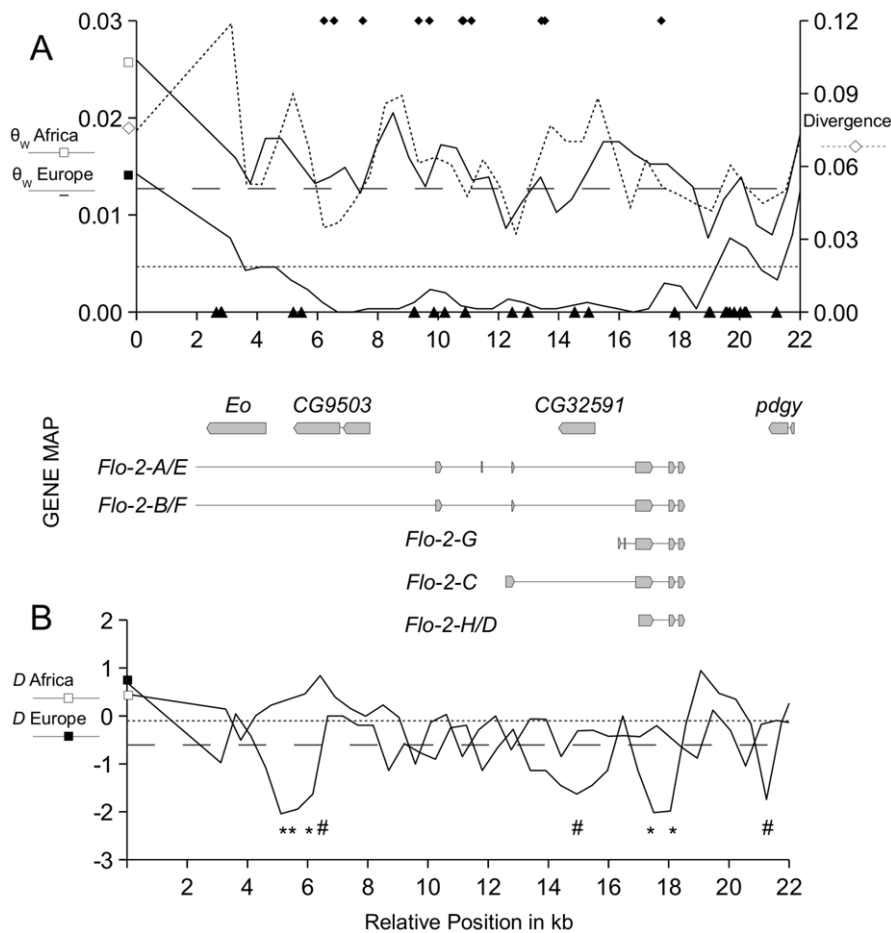 A
0.03
0.02
0.01
0.00
θW Africa
θW Europe
0.12
0.09
0.06
0.03
0.00
Divergence
0 2 4 6 8 10 12 14 16 18 20 22
GENE MAP
Eo CG9503 CG32591 pdgy
Flo-2-A/E
Flo-2-B/F
Flo-2-G
Flo-2-C
Flo-2-H/D
B
2
1
0
-1
-2
-3
D Africa
D Europe
** * # # * * #
2 4 6 8 10 12 14 16 18 20 22
Relative Position in kb